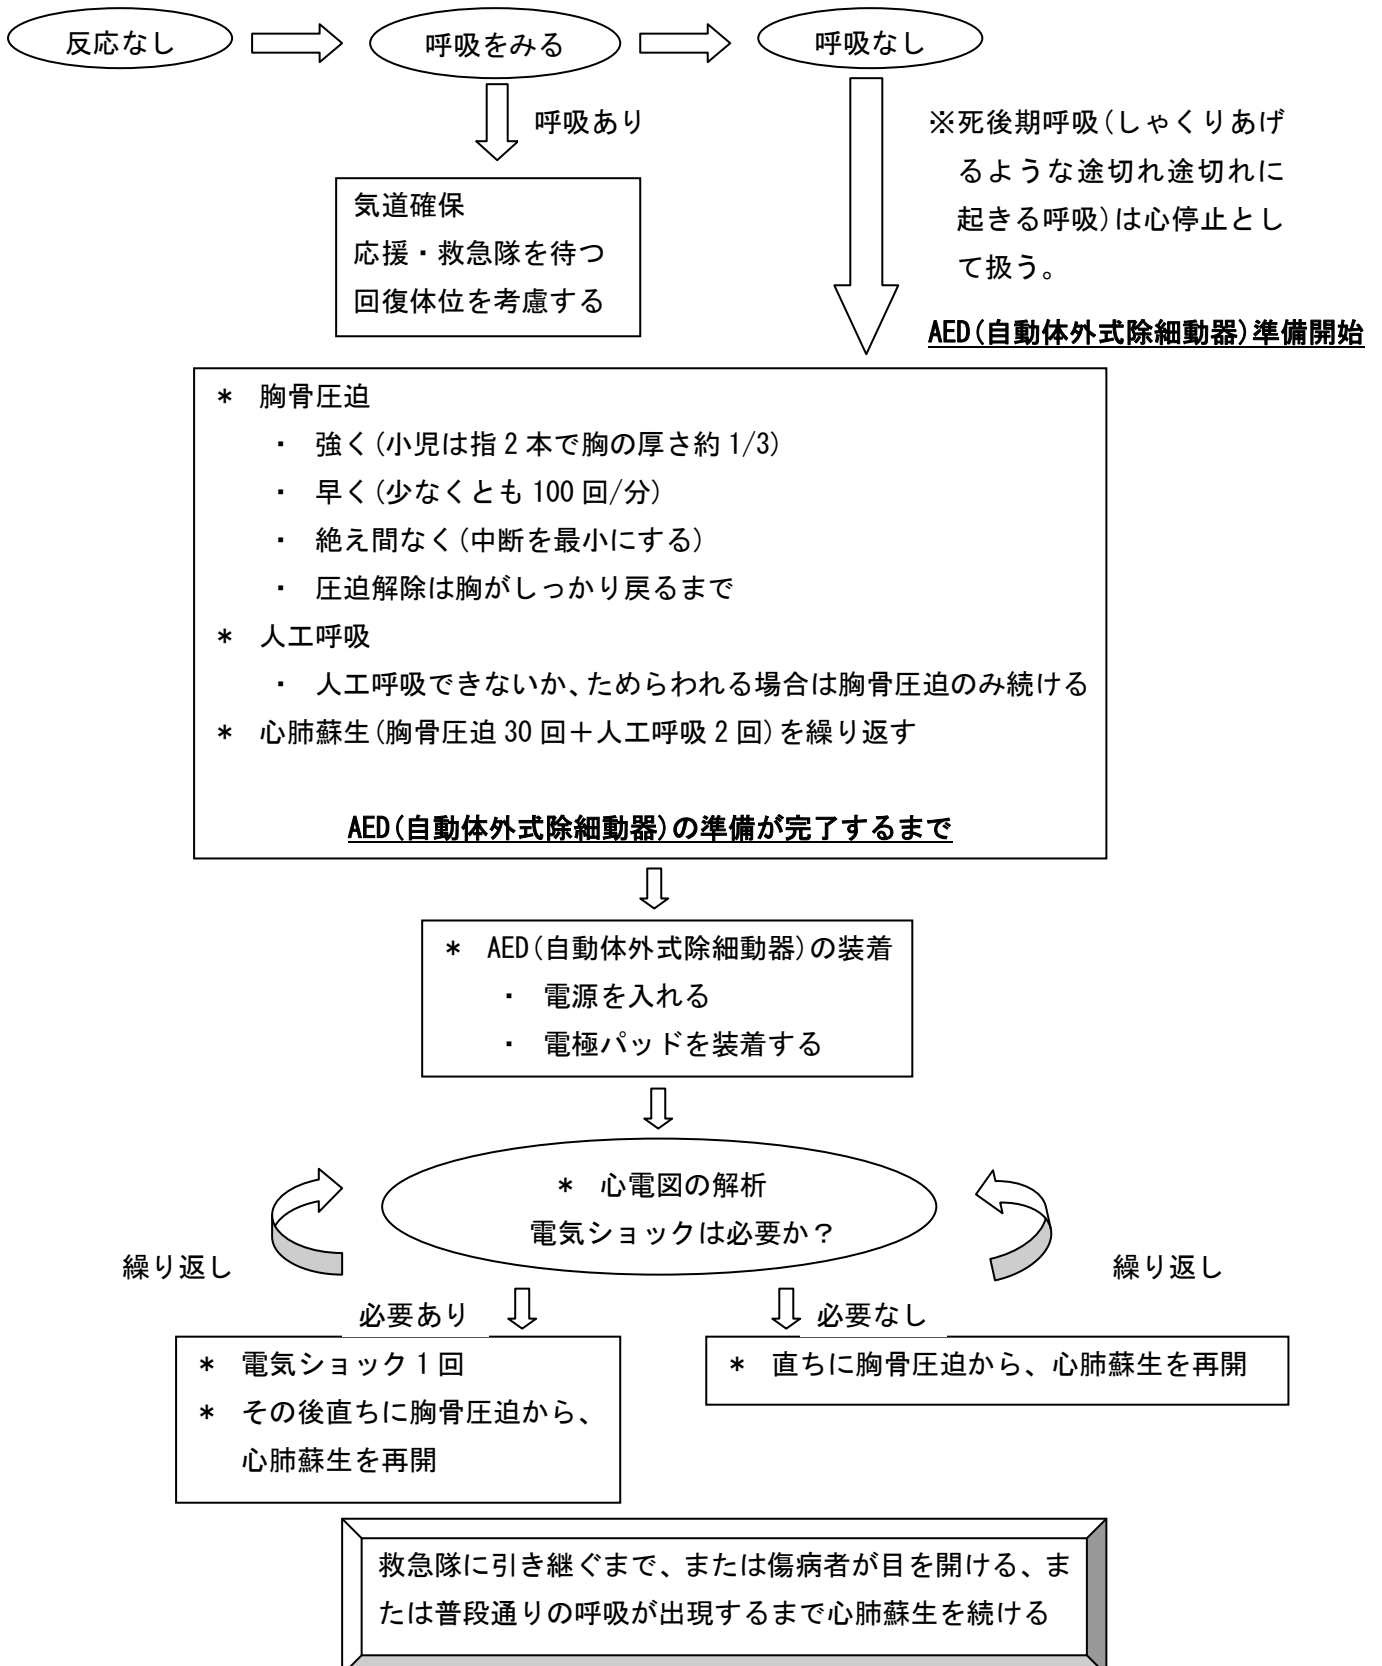 反応なし
呼吸をみる
呼吸なし
呼吸あり
※死後期呼吸(しゃくりあげ
るような途切れ途切れに
起きる呼吸)は心停止とし
て扱う。
気道確保
応援・救急隊を待つ
回復体位を考慮する
AED(自動体外式除細動器)準備開始
* 胸骨圧迫
・ 強く(小児は指2本で胸の厚さ約1/3)
・ 早く(少なくとも100回/分)
・ 絶え間なく(中断を最小にする)
・ 圧迫解除は胸がしっかり戻るまで
* 人工呼吸
・ 人工呼吸できないか、ためらわれる場合は胸骨圧迫のみ続ける
* 心肺蘇生(胸骨圧迫30回＋人工呼吸2回)を繰り返す
AED(自動体外式除細動器)の準備が完了するまで
* AED(自動体外式除細動器)の装着
・ 電源を入れる
・ 電極パッドを装着する
* 心電図の解析
電気ショックは必要か？
繰り返し
繰り返し
必要あり
必要なし
* 電気ショック1回
* その後直ちに胸骨圧迫から、
心肺蘇生を再開
* 直ちに胸骨圧迫から、心肺蘇生を再開
救急隊に引き継ぐまで、または傷病者が目を開ける、ま
たは普段通りの呼吸が出現するまで心肺蘇生を続ける